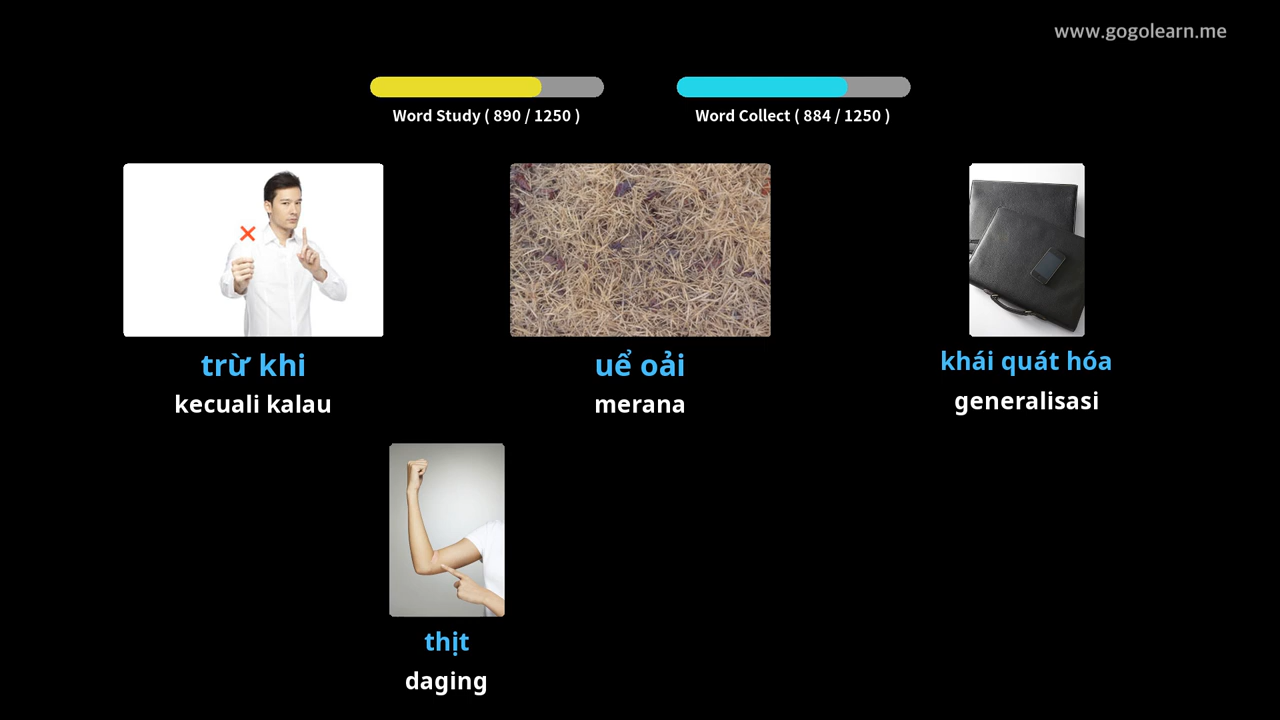 www.gogolearn.me
Word Study ( 890 / 1250 )
Word Collect ( 884 / 1250 )
trừ khi
kecuali kalau
uể oải
merana
khái quát hóa
generalisasi
thịt
daging